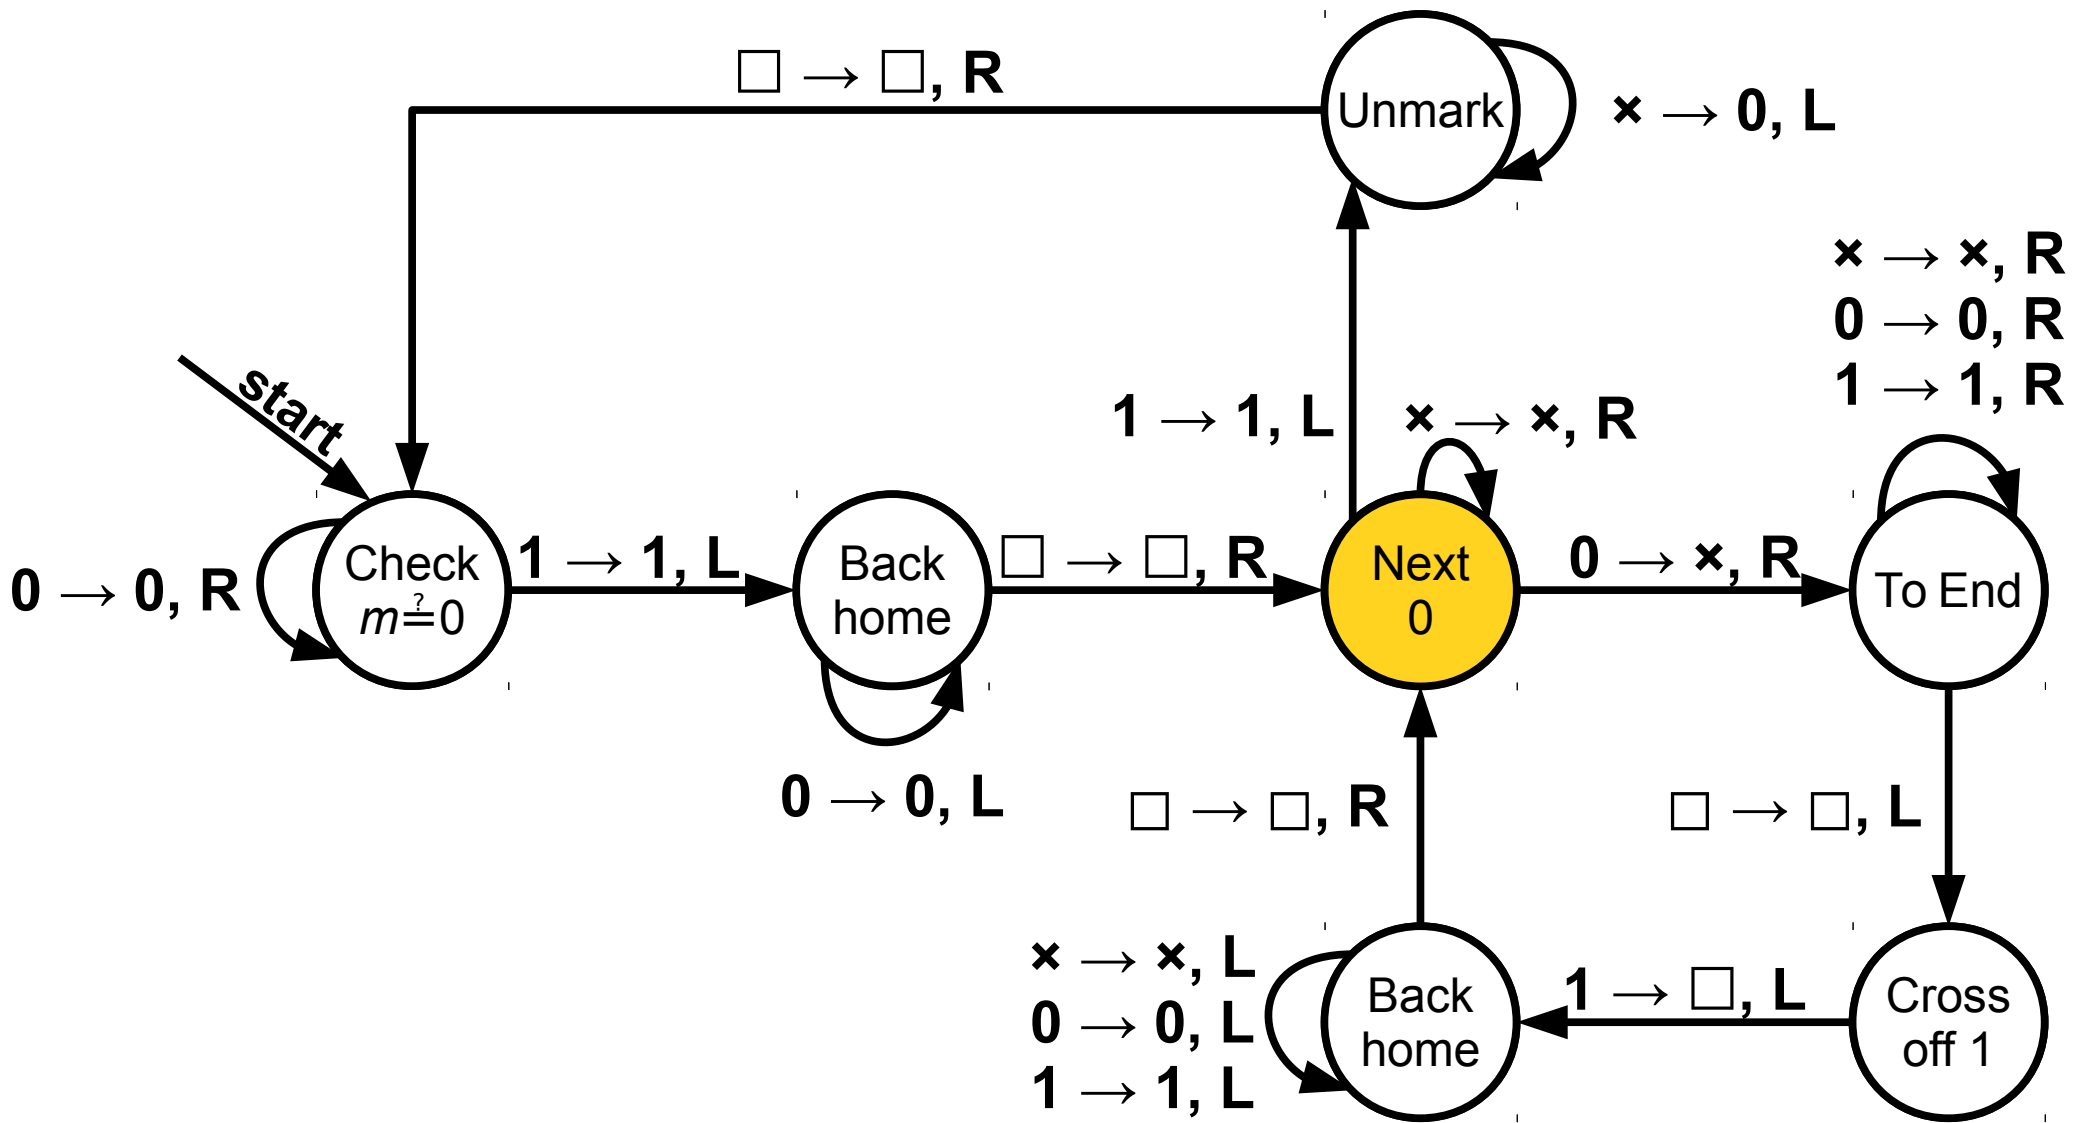 □ → □, R
Unmark
× → 0, L
× → ×, R
0 → 0, R
1 → 1, R
start
1 → 1, L
× → ×, R
0 → 0, R
Check
m≟0
1 → 1, L
Back
home
□ → □, R
Next
0
0 → ×, R
To End
0 → 0, L
□ → □, R
□ → □, L
× → ×, L
0 → 0, L
1 → 1, L
Back
home
1 → □, L
Cross
off 1